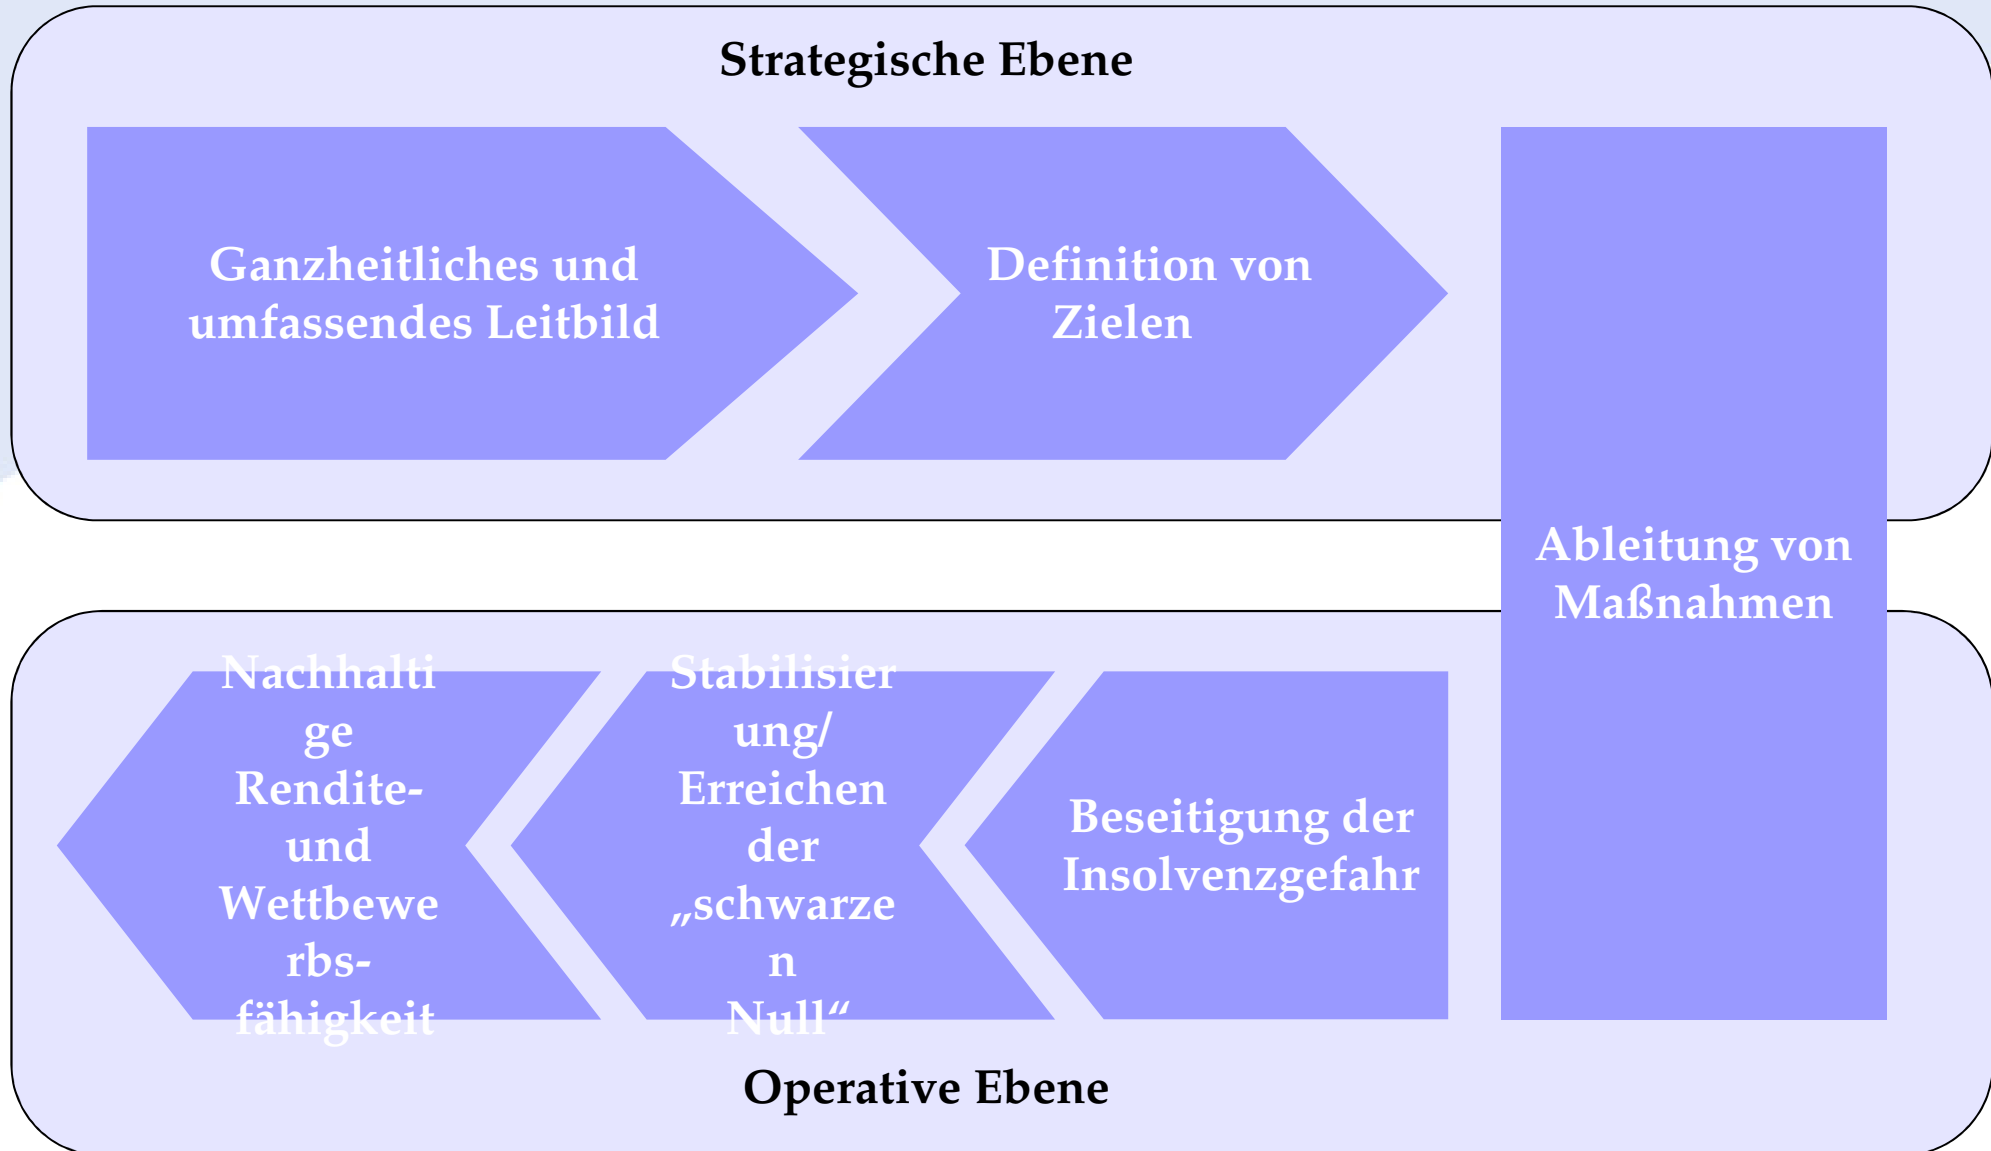 Strategische Ebene
Ganzheitliches und
umfassendes Leitbild
Definition von
Zielen
Ableitung von
Maßnahmen
Beseitigung der
Insolvenzgefahr
Stabilisier
ung/
Erreichen
der
„schwarze
n
Null“
Nachhalti
ge
Rendite-
und
Wettbewe
rbs-
fähigkeit
Operative Ebene